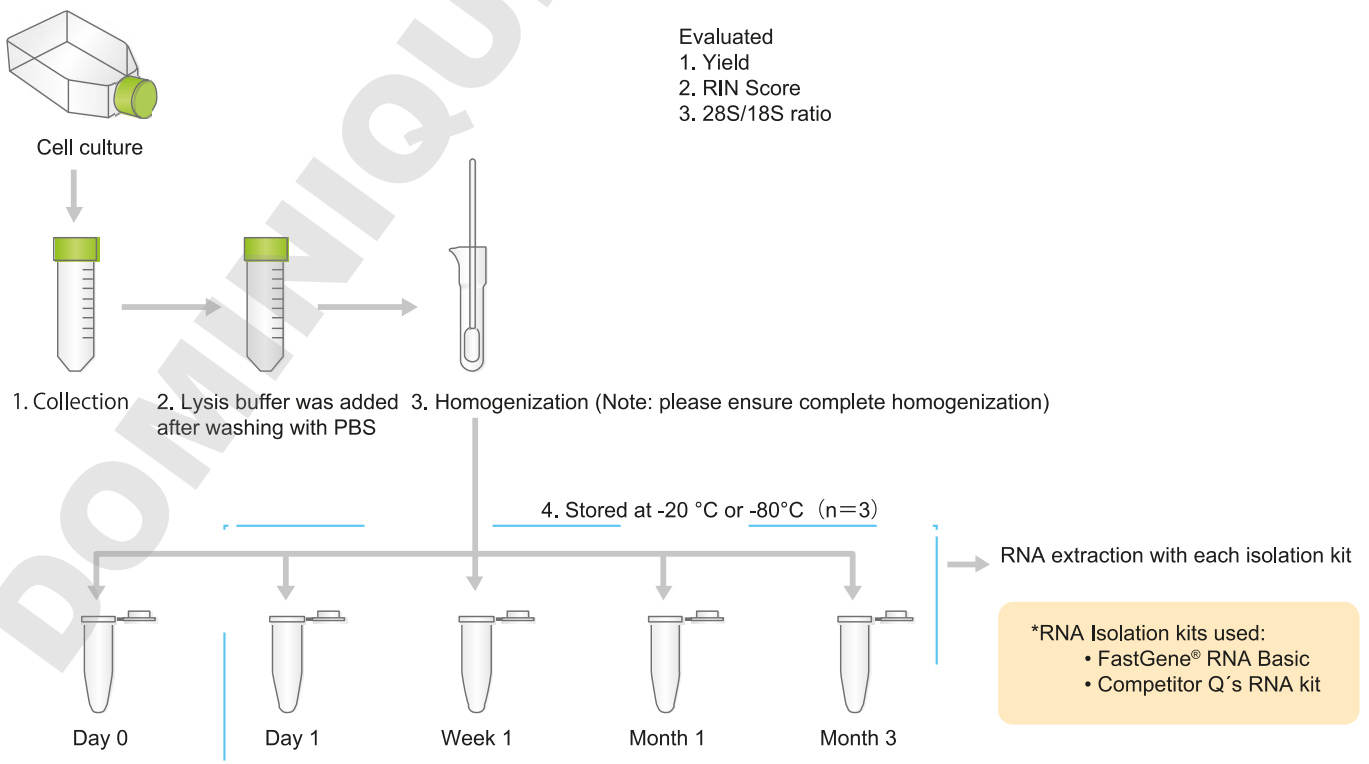 Evaluated
1. Yield
2. RIN Score
3. 28S/18S ratio
Cell culture
1. Collection
2. Lysis buffer was added
after washing with PBS
3. Homogenization (Note: please ensure complete homogenization)
4. Stored at -20 °C or -80°C（n＝3）
RNA extraction with each isolation kit
*RNA Isolation kits used:
• FastGene® RNA Basic
• Competitor Q´s RNA kit
Day 0
Day 1
Week 1
Month 1
Month 3
DOMINIQU